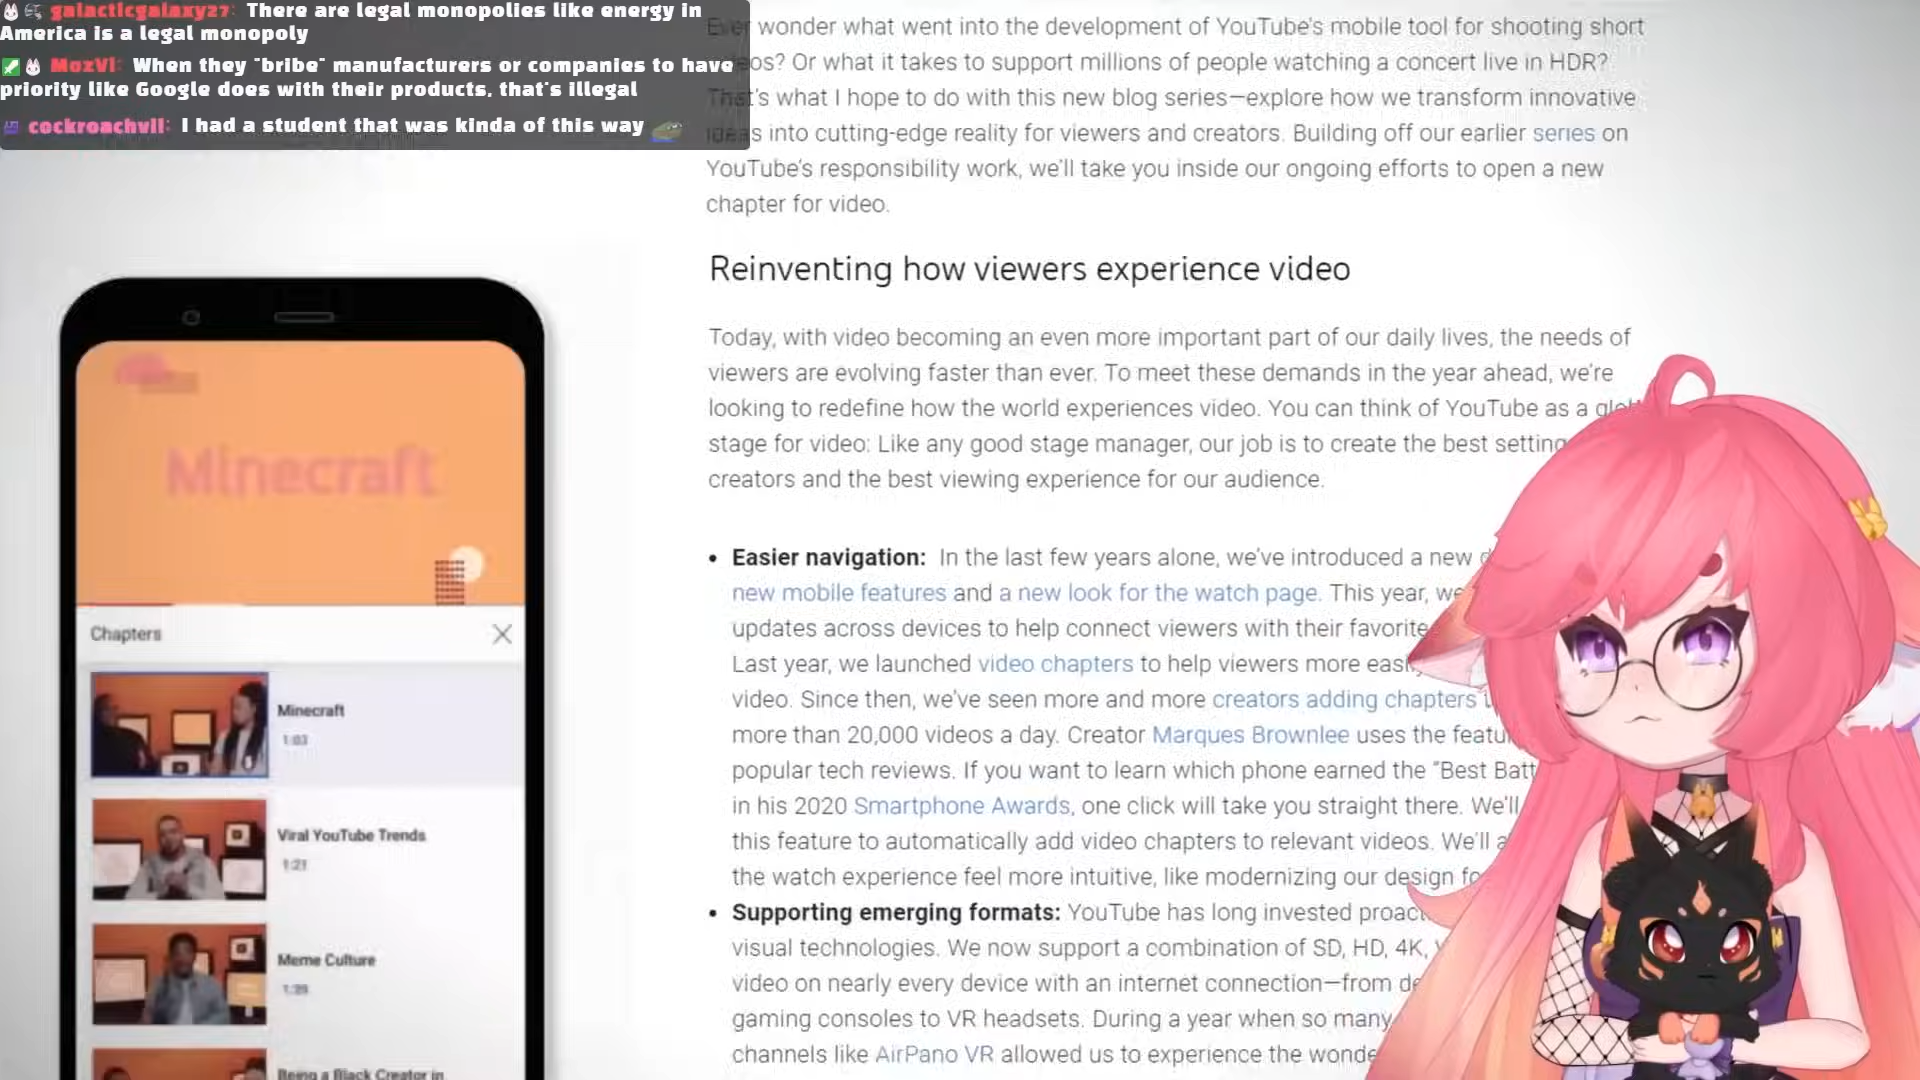 galacticgalaxy27: There are legal monopolies like energy in
America is a legal monopoly
MozVI: When they "bribe" manufacturers or companies to have
priority like Google does with their products, that's illegal
cockroachvil: I had a student that was kinda of this way
Ever wonder what went into the development of YouTube's mobile tool for shooting short
Or what it takes to support millions of people watching a concert live in HDR?
That's what I hope to do with this new blog series—explore how we transform innovative
ideas into cutting-edge reality for viewers and creators. Building off our earlier series on
YouTube's responsibility work, we'll take you inside our ongoing efforts to open a new
chapter for video.
Reinventing how viewers experience video
Today, with video becoming an even more important part of our daily lives, the needs of
viewers are evolving faster than ever. To meet these demands in the year ahead, we're
looking to redefine how the world experiences video. You can think of YouTube as a
stage for video: Like any good stage manager, our job is to create the best setting
creators and the best viewing experience for our audience.
• Easier navigation: In the last few years alone, we've introduced a new
new mobile features and a new look for the watch page. This year, we
updates across devices to help connect viewers with their favorite
Last year, we launched video chapters to help viewers more
video. Since then, we've seen more and more creators adding chapters
more than 20,000 videos a day. Creator Marques Brownlee uses the
popular tech reviews. If you want to learn which phone earned the "Best
in his 2020 Smartphone Awards, one click will take you straight there. We'll
this feature to automatically add video chapters to relevant videos. We'll
the watch experience feel more intuitive, like modernizing our design
• Supporting emerging formats: YouTube has long invested
visual technologies. We now support a combination of SD, HD, 4K,
video on nearly every device with an internet connection—from
gaming consoles to VR headsets. During a year when so many
channels like AirPano VR allowed us to experience the
Minecraft
Chapters
Minecraft
1:03
Viral YouTube Trends
1:21
Meme Culture
1:39
Being a Black Creator in